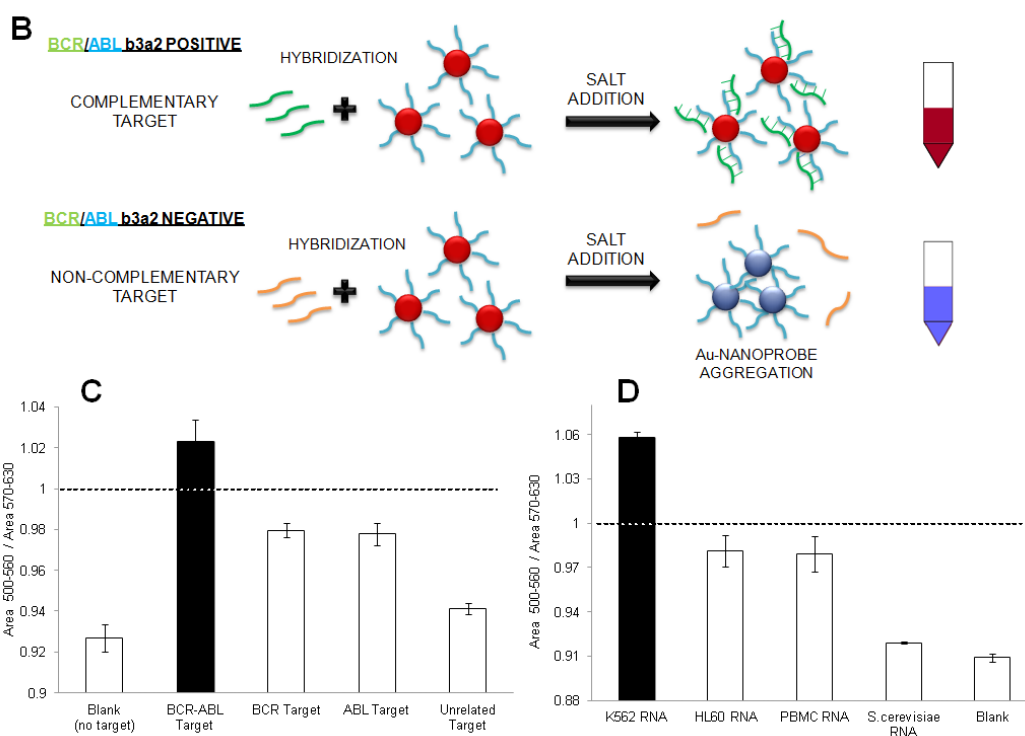 B
BCR/ABL b3a2 POSITIVE
HYBRIDIZATION
COMPLEMENTARY
TARGET
SALT
ADDITION
BCR/ABL b3a2 NEGATIVE
HYBRIDIZATION
NON-COMPLEMENTARY
TARGET
SALT
ADDITION
Au-NANOPROBE
AGGREGATION
C
Area 500-560 / Area 570-630
1.04
1.02
1
0.98
0.96
0.94
0.92
0.9
Blank
(no target)
BCR-ABL
Target
BCR Target
ABL Target
Unrelated
Target
D
Area 500-560 / Area 570-630
1.06
1.03
1
0.97
0.94
0.91
0.88
K562 RNA
HL60 RNA
PBMC RNA
S.cerevisiae
RNA
Blank